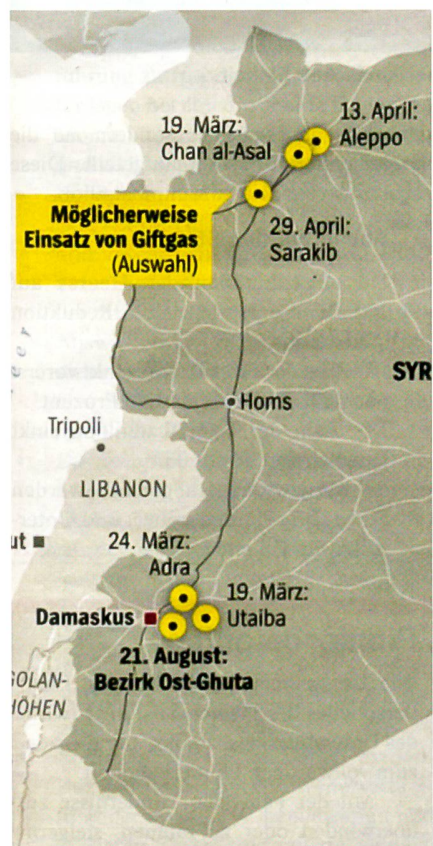 13. April:
Aleppo
19. März:
Chan al-Asal
Möglicherweise
Einsatz von Giftgas
(Auswahl)
29. April:
Sarakib
SYR
Homs
Tripoli
LIBANON
ut
24. März:
Adra
19. März:
Utaiba
Damaskus
21. August:
Bezirk Ost-Ghuta
GOLAN-
HÖHEN